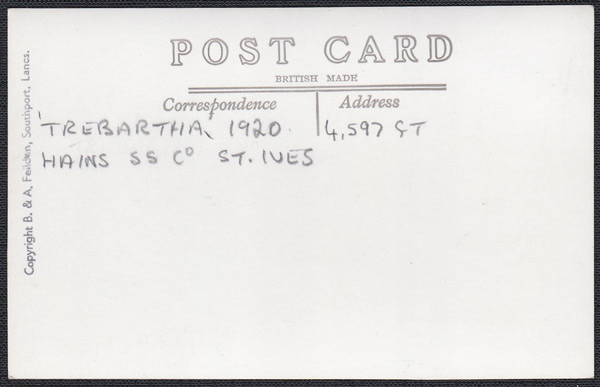 POST CARD
BRITISH MADE
Correspondence
Address
'TREBARTHA' 1920. 4,597 GT
HAINS SS Cº ST. IVES
Copyright B. & A. Feilden, Southport, Lancs.